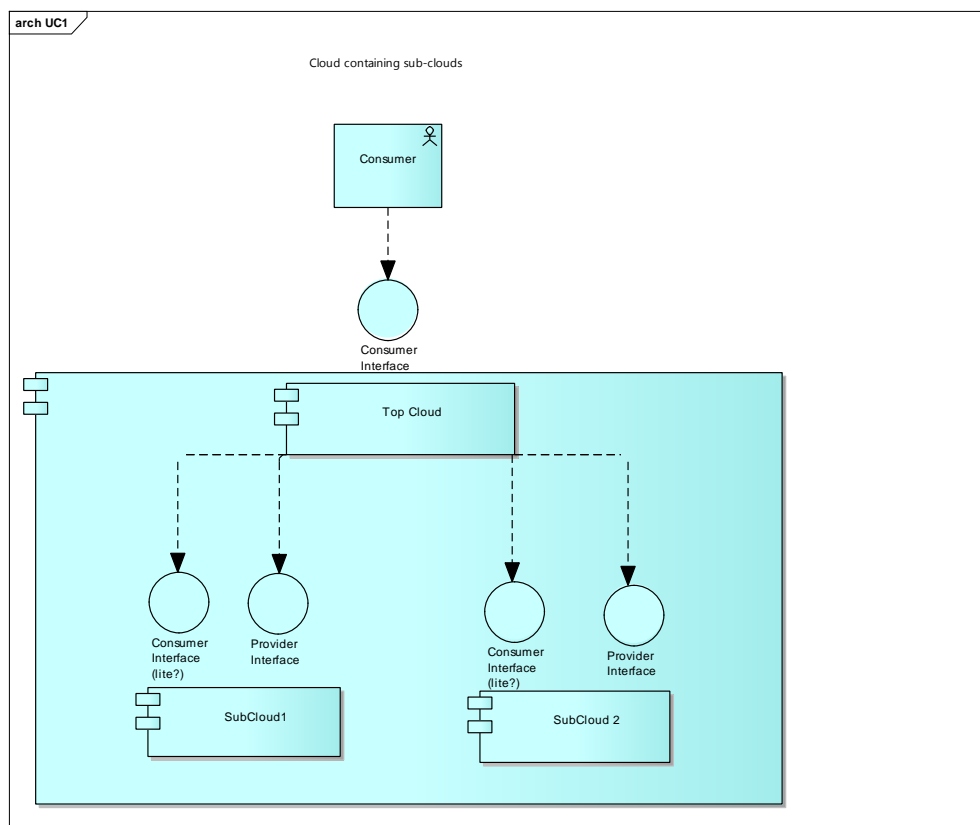 arch UC1
Cloud containing sub-clouds
Consumer
Consumer
Interface
Top Cloud
Consumer
Interface
(lite?)
Provider
Interface
Consumer
Interface
(lite?)
Provider
Interface
SubCloud1
SubCloud 2